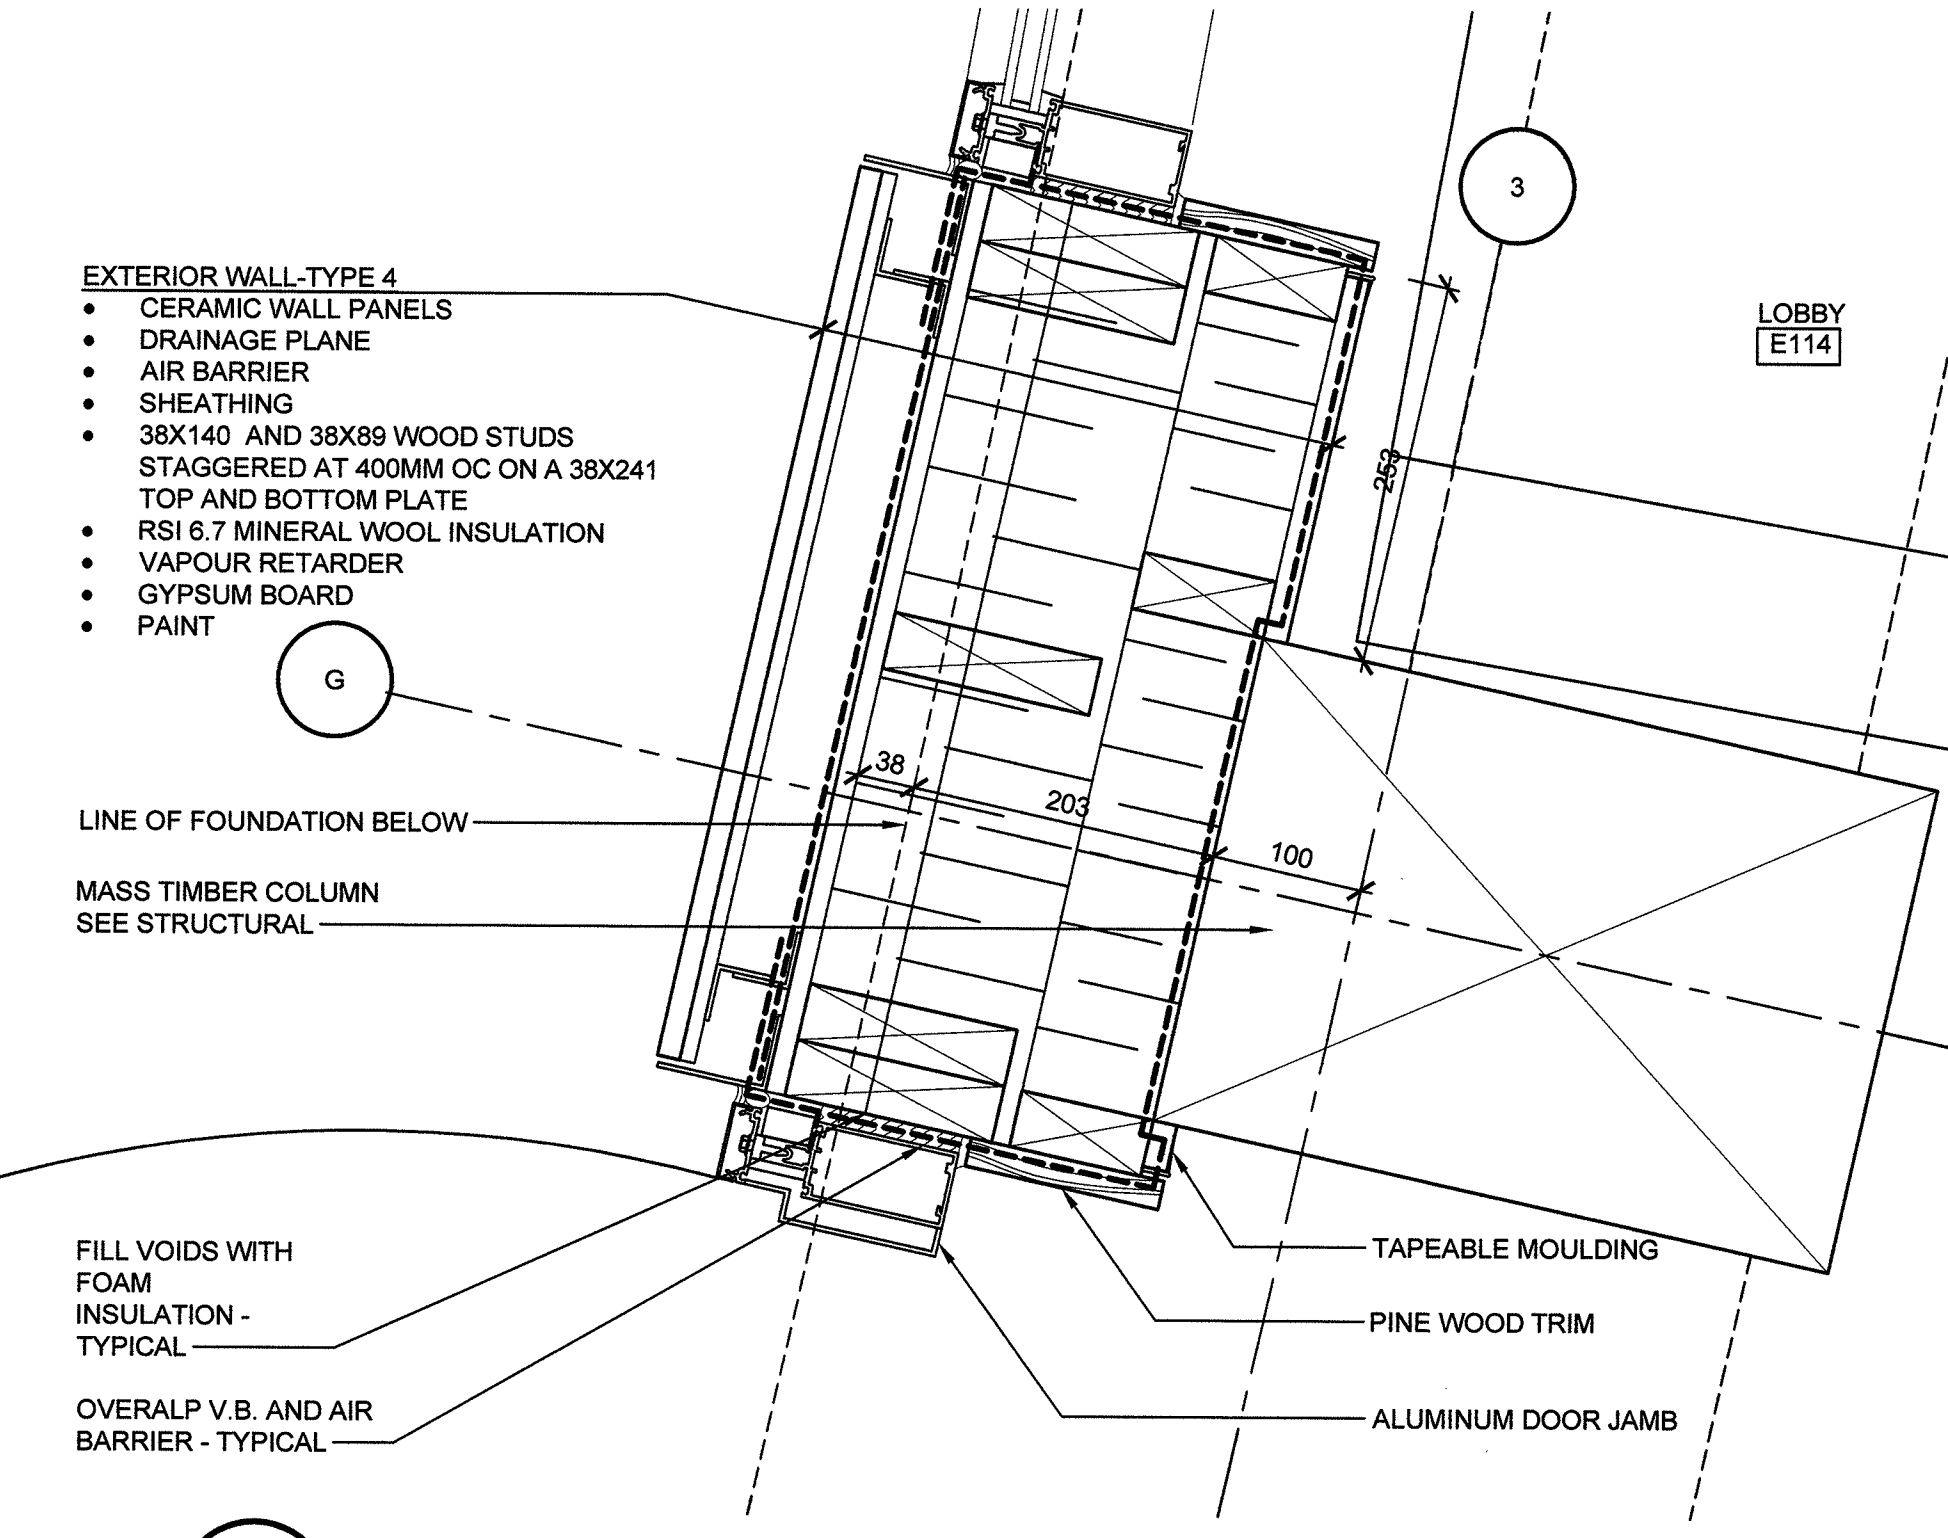 3
EXTERIOR WALL-TYPE 4
• CERAMIC WALL PANELS
• DRAINAGE PLANE
• AIR BARRIER
• SHEATHING
• 38X140 AND 38X89 WOOD STUDS
STAGGERED AT 400MM OC ON A 38X241
TOP AND BOTTOM PLATE
• RSI 6.7 MINERAL WOOL INSULATION
• VAPOUR RETARDER
• GYPSUM BOARD
• PAINT
LOBBY
E114
253
G
38
203
100
LINE OF FOUNDATION BELOW
MASS TIMBER COLUMN
SEE STRUCTURAL
FILL VOIDS WITH
FOAM
INSULATION -
TYPICAL
OVERALP V.B. AND AIR
BARRIER - TYPICAL
TAPEABLE MOULDING
PINE WOOD TRIM
ALUMINUM DOOR JAMB